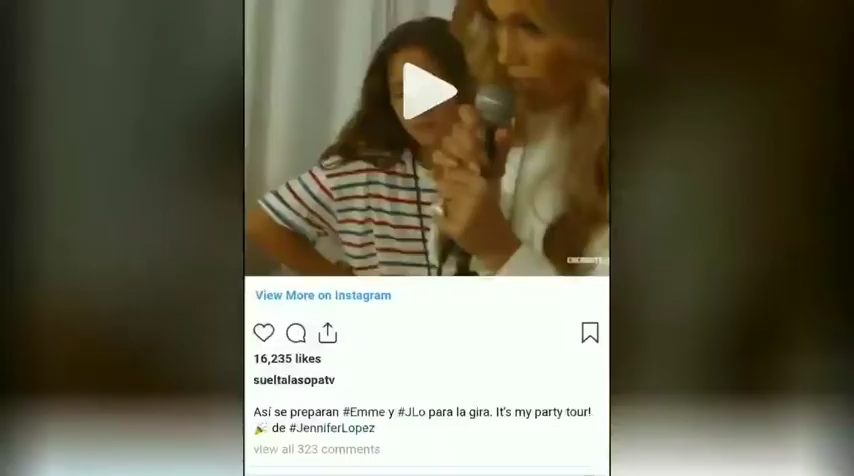 View More on Instagram
16,235 likes
sueltalasopatv
Así se preparan #Emme y #JLo para la gira. It's my party tour!
🎉 de #JenniferLopez
view all 323 comments